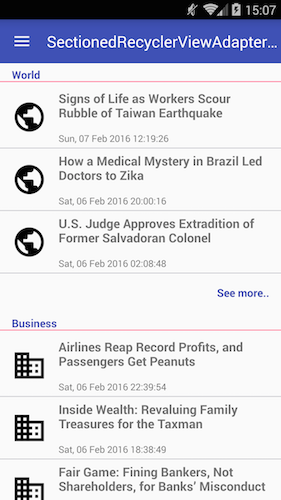 15:07
SectionedRecyclerViewAdapter...
World
Signs of Life as Workers Scour
Rubble of Taiwan Earthquake
Sun, 07 Feb 2016 12:19:26
How a Medical Mystery in Brazil Led
Doctors to Zika
Sat, 06 Feb 2016 20:00:16
U.S. Judge Approves Extradition of
Former Salvadoran Colonel
Sat, 06 Feb 2016 02:08:48
See more..
Business
Airlines Reap Record Profits, and
Passengers Get Peanuts
Sat, 06 Feb 2016 22:39:54
Inside Wealth: Revaluing Family
Treasures for the Taxman
Sat, 06 Feb 2016 18:38:49
Fair Game: Fining Bankers, Not
Shareholders, for Banks’ Misconduct